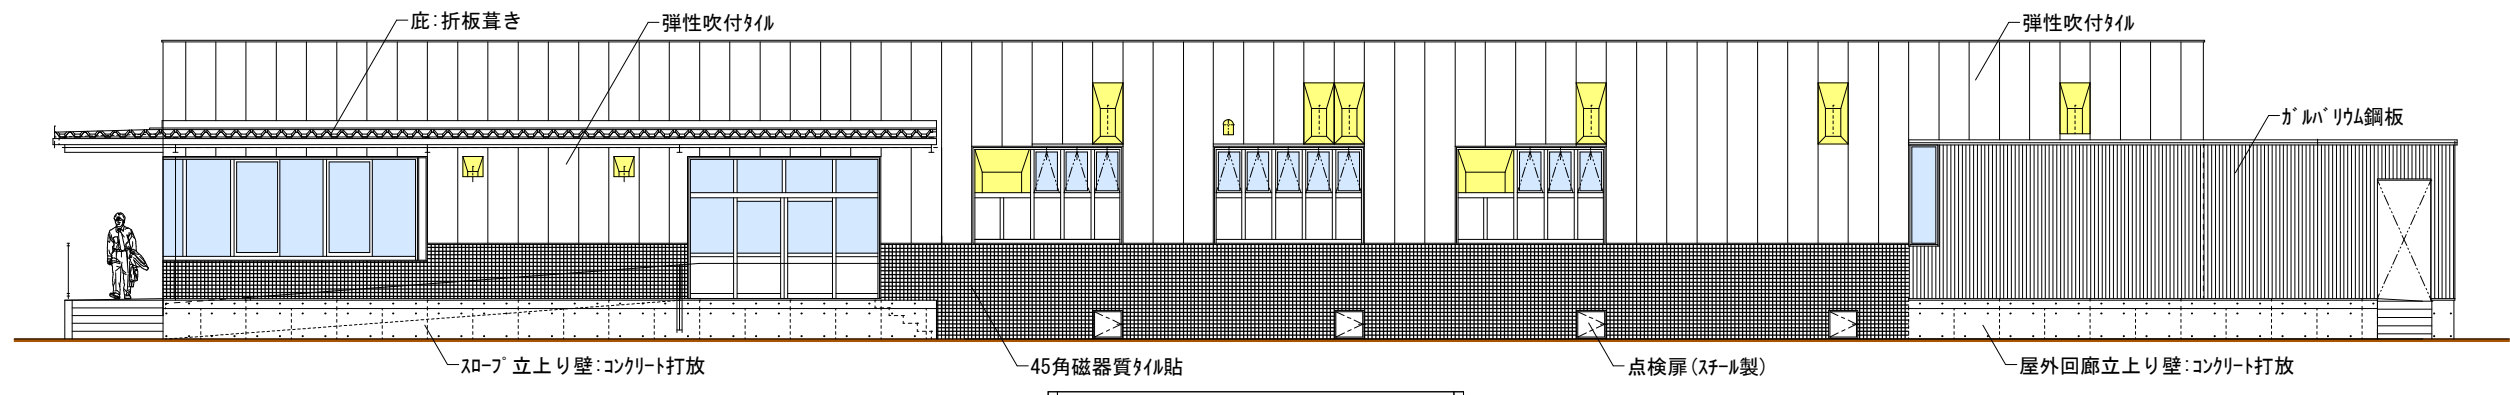 庇:折板葺き
弾性吹付ﾀｲﾙ
弾性吹付ﾀｲﾙ
ｶﾞﾙﾊﾞﾘｳﾑ鋼板
ｽﾛｰﾌﾟ立上り壁:ｺﾝｸﾘｰﾄ打放
45角磁器質ﾀｲﾙ貼
点検扉(ｽﾁｰﾙ製)
屋外回廊立上り壁:ｺﾝｸﾘｰﾄ打放